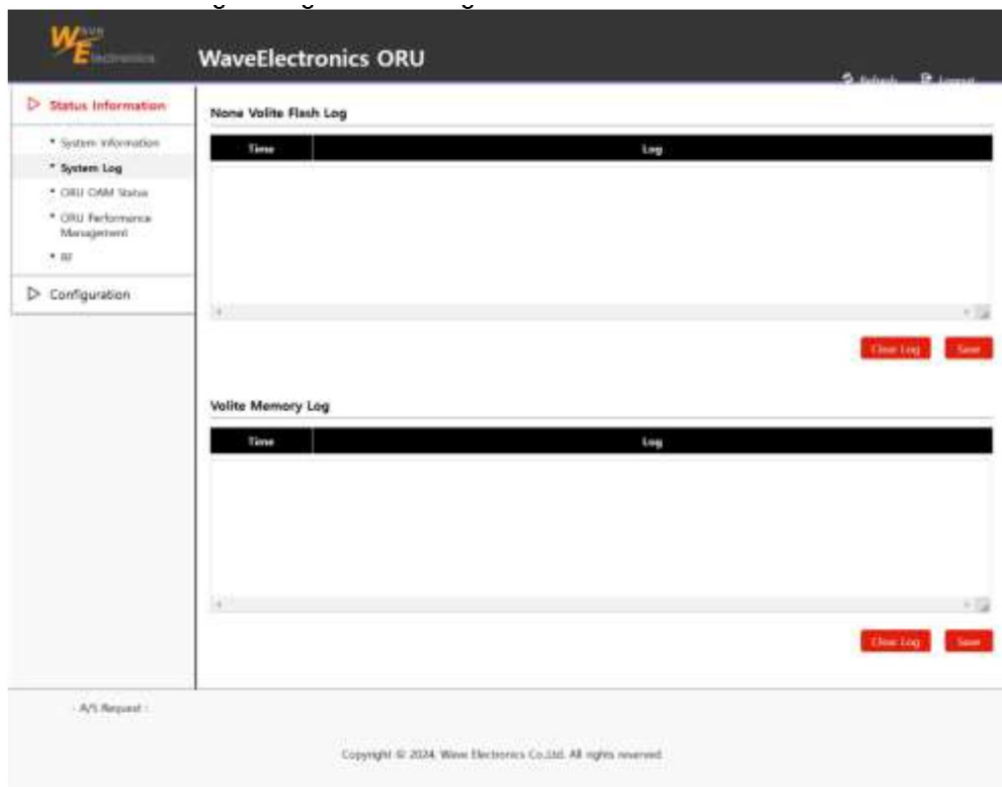 WAVE
Electronics
WaveElectronics ORU
Refresh Logout
Status Information
System Information
System Log
ORU OAM Status
ORU Performance
Management
RF
Configuration
None Volite Flash Log
Time Log
Clear Log Save
Volite Memory Log
Time Log
Clear Log Save
- A/S Request :
Copyright © 2024. Wave Electronics Co.,Ltd. All rights reserved.